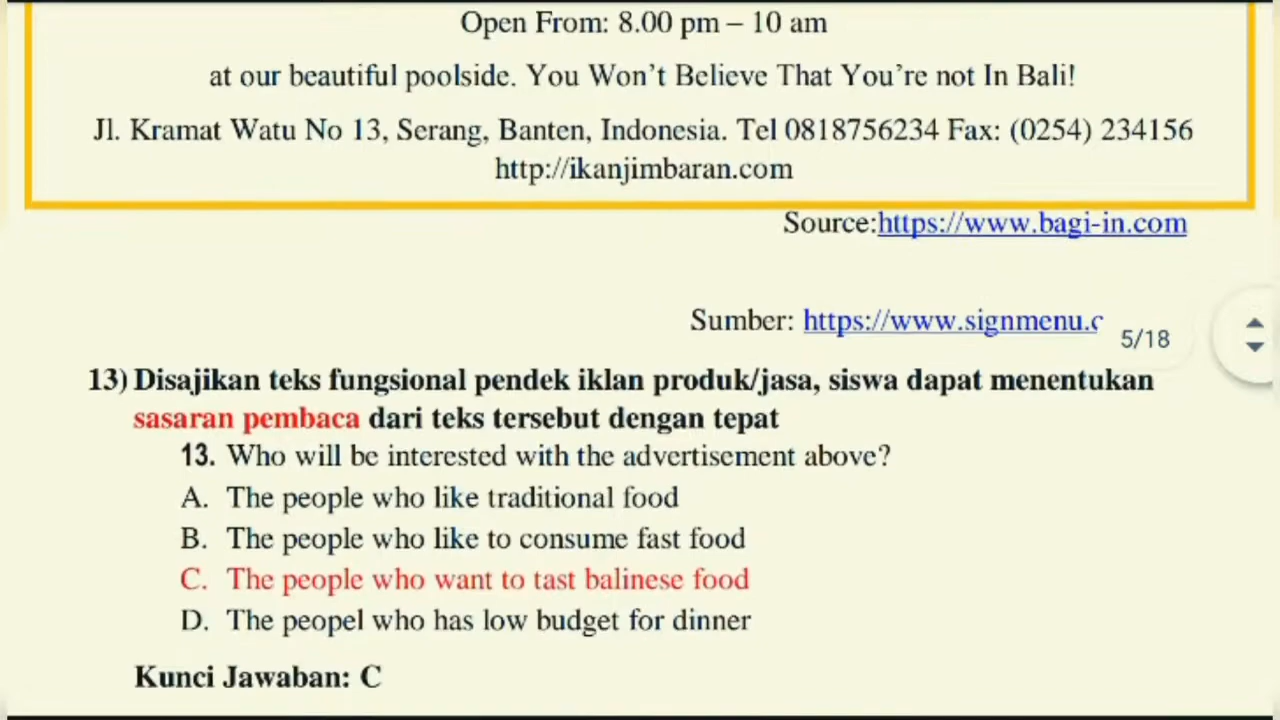 Open From: 8.00 pm – 10 am
at our beautiful poolside. You Won't Believe That You're not In Bali!
Jl. Kramat Watu No 13, Serang, Banten, Indonesia. Tel 0818756234 Fax: (0254) 234156
http://ikanjimbaran.com
Source:https://www.bagi-in.com
Sumber: https://www.signmenu.c
5/18
13) Disajikan teks fungsional pendek iklan produk/jasa, siswa dapat menentukan
sasaran pembaca dari teks tersebut dengan tepat
13. Who will be interested with the advertisement above?
A. The people who like traditional food
B. The people who like to consume fast food
C. The people who want to tast balinese food
D. The peopel who has low budget for dinner
Kunci Jawaban: C